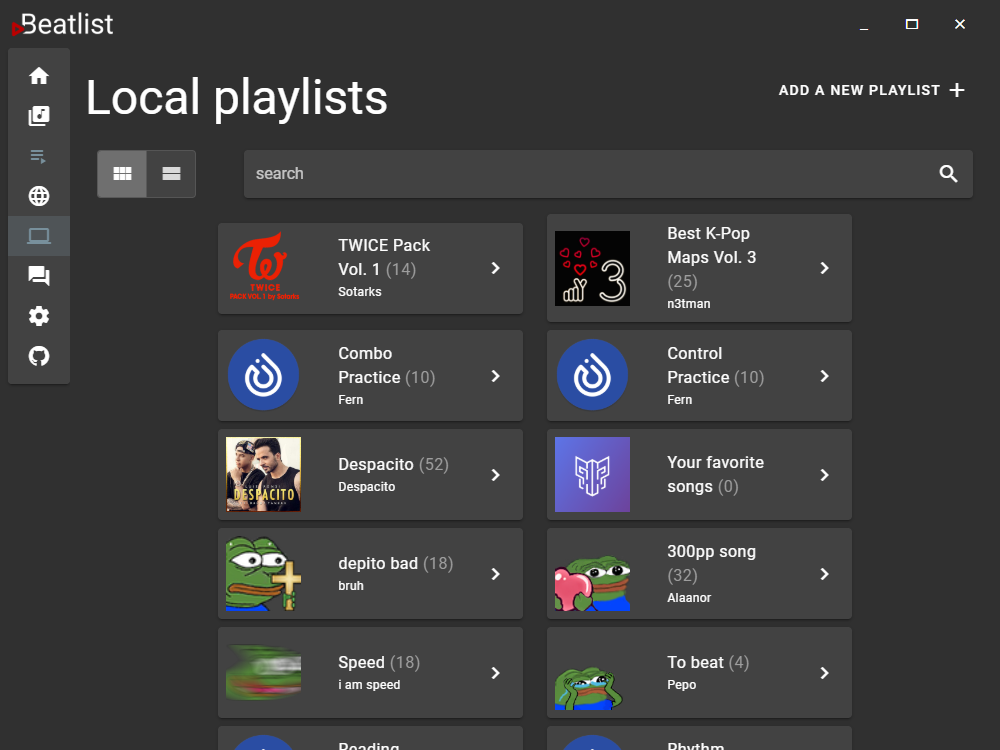 Beatlist
Local playlists
ADD A NEW PLAYLIST
search
TWICE
PACK VOL. 1 by Sotarks
TWICE Pack
Vol. 1 (14)
Sotarks
3
Best K-Pop
Maps Vol. 3
(25)
n3tman
Combo
Practice (10)
Fern
Control
Practice (10)
Fern
DESPACITO
Despacito (52)
Despacito
Your favorite
songs (0)
depito bad (18)
bruh
300pp song
(32)
Alaanor
Speed (18)
i am speed
To beat (4)
Pepo
Reading
Rhythm